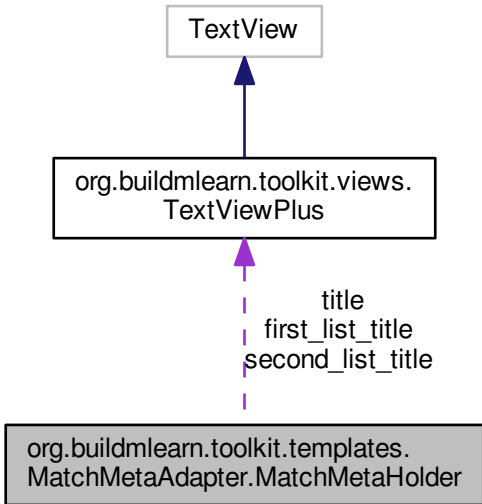 TextView
org.buildmlearn.toolkit.views.
TextViewPlus
title
first_list_title
second_list_title
org.buildmlearn.toolkit.templates.
MatchMetaAdapter.MatchMetaHolder